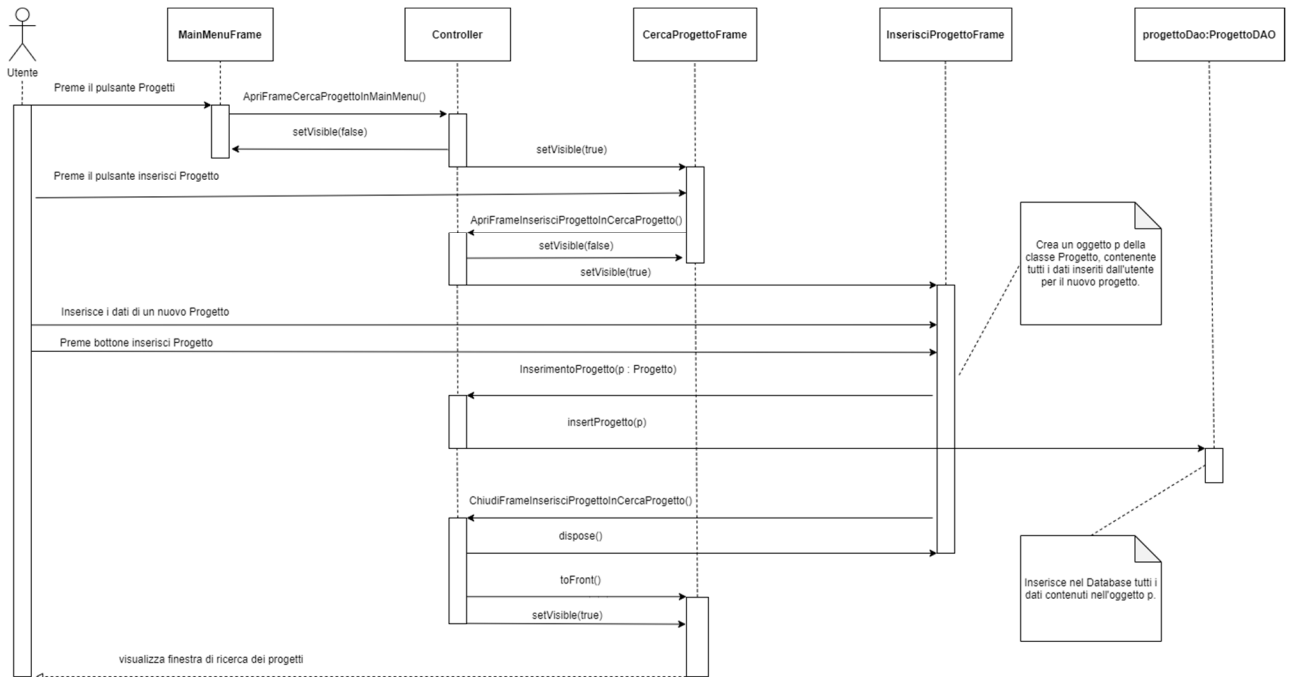 MainMenuFrame
Controller
CercaProgettoFrame
InserisciProgettoFrame
progettoDao:ProgettoDAO
Utente
Preme il pulsante Progetti
ApriFrameCercaProgettoInMainMenu()
setVisible(false)
setVisible(true)
Preme il pulsante inserisci Progetto
ApriFrameInserisciProgettoInCercaProgetto()
setVisible(false)
setVisible(true)
Crea un oggetto p della
classe Progetto, contenente
tutti i dati inseriti dall'utente
per il nuovo progetto.
Inserisce i dati di un nuovo Progetto
Preme bottone inserisci Progetto
InserimentoProgetto(p : Progetto)
insertProgetto(p)
ChiudiFrameInserisciProgettoInCercaProgetto()
dispose()
toFront()
Inserisce nel Database tutti i
dati contenuti nell'oggetto p.
setVisible(true)
visualizza finestra di ricerca dei progetti